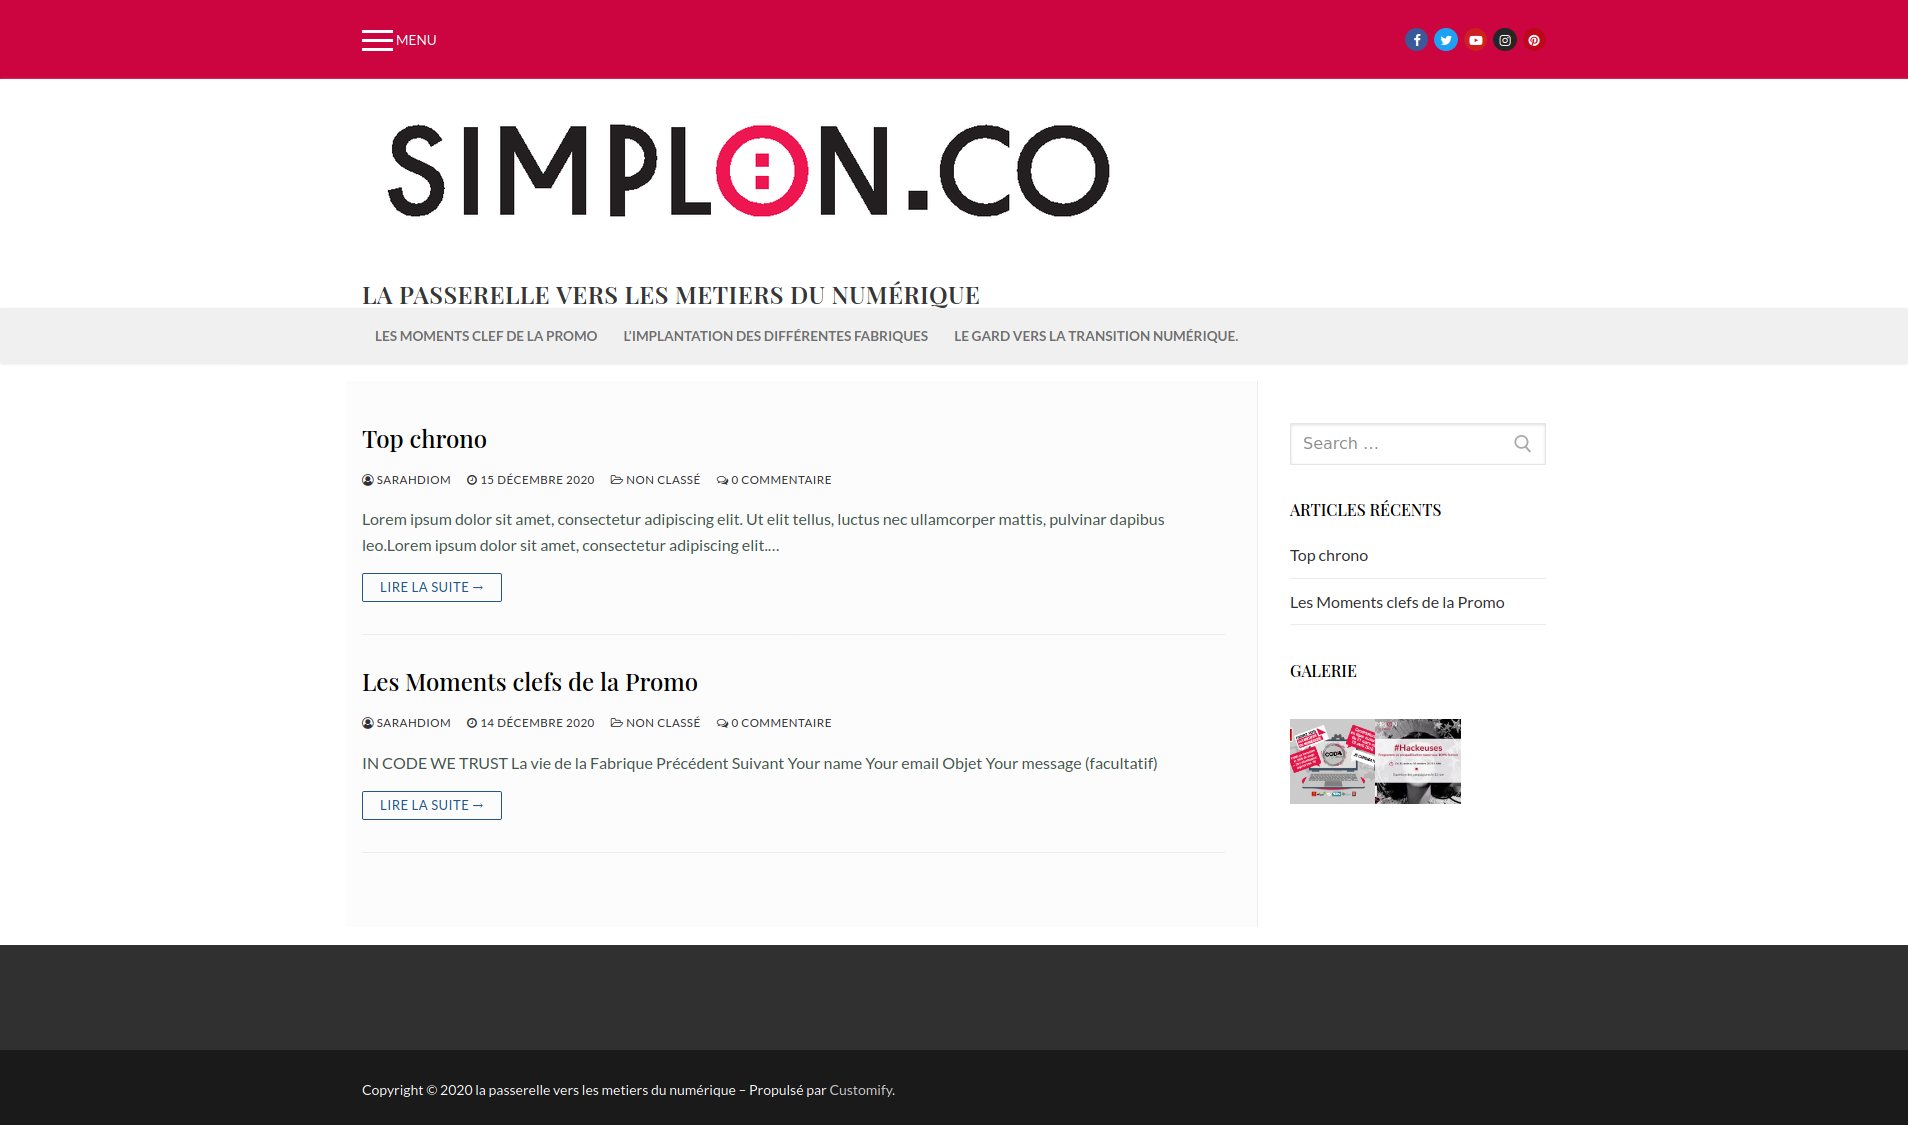 MENU
SIMPLON.CO
LA PASSERELLE VERS LES METIERS DU NUMÉRIQUE
LES MOMENTS CLEF DE LA PROMO L'IMPLANTATION DES DIFFÉRENTES FABRIQUES LE GARD VERS LA TRANSITION NUMÉRIQUE.
Top chrono
SARAHDIOM 15 DÉCEMBRE 2020 NON CLASSÉ 0 COMMENTAIRE
Lorem ipsum dolor sit amet, consectetur adipiscing elit. Ut elit tellus, luctus nec ullamcorper mattis, pulvinar dapibus
leo.Lorem ipsum dolor sit amet, consectetur adipiscing elit.…
LIRE LA SUITE →
Les Moments clefs de la Promo
SARAHDIOM 14 DÉCEMBRE 2020 NON CLASSÉ 0 COMMENTAIRE
IN CODE WE TRUST La vie de la Fabrique Précédent Suivant Your name Your email Objet Your message (facultatif)
LIRE LA SUITE →
Search …
ARTICLES RÉCENTS
Top chrono
Les Moments clefs de la Promo
GALERIE
CODA
#Hackeuses
Copyright © 2020 la passerelle vers les metiers du numérique – Propulsé par Customify.